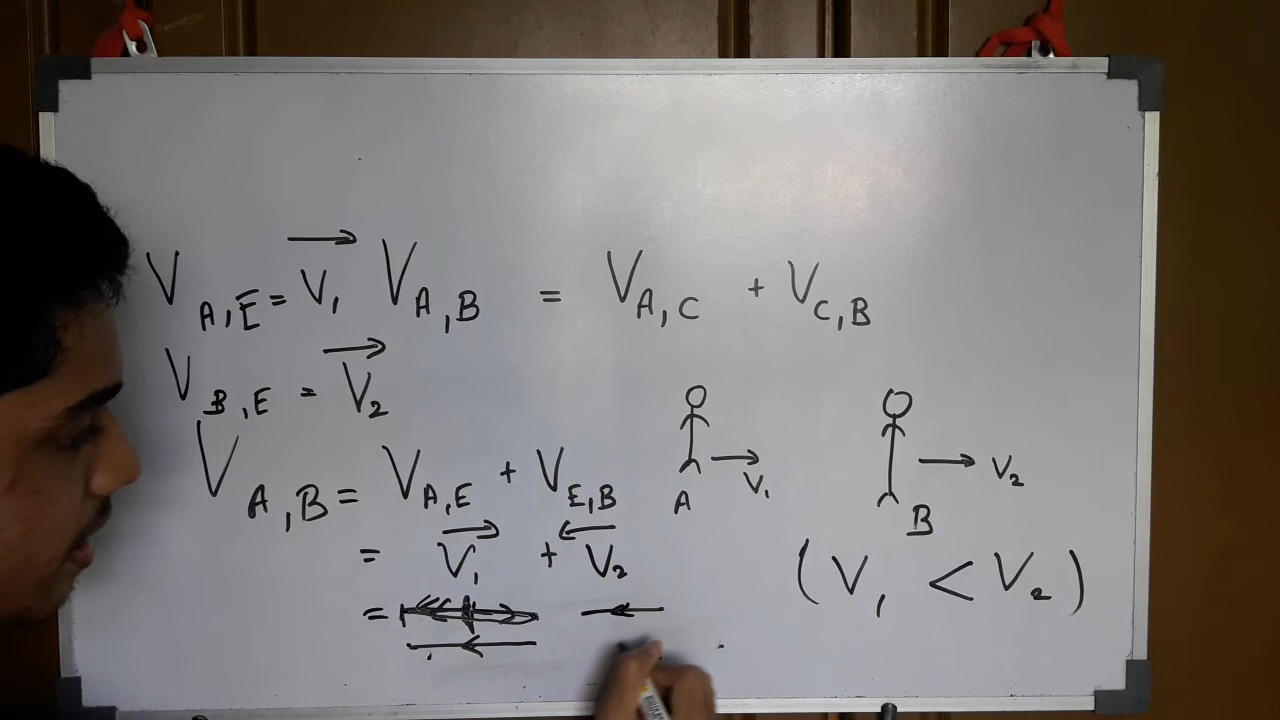 V A,E = V₁ V A,B = V A,C + V C,B
V B,E = V₂
V A,B = V A,E + V E,B
= V₁ + V₂
=
V₁
A
V₂
B
(V₁ < V₂)